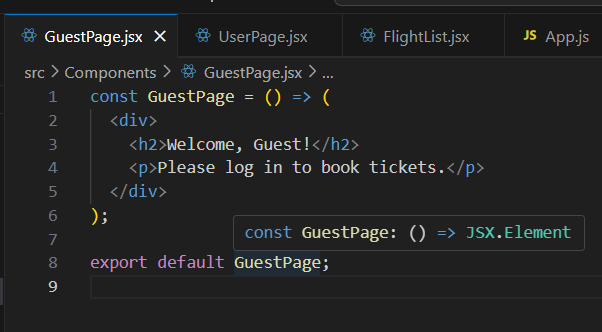 GuestPage.jsx UserPage.jsx FlightList.jsx JS App.js
src > Components > GuestPage.jsx > ...
1 const GuestPage = () => (
2 <div>
3 <h2>Welcome, Guest!</h2>
4 <p>Please log in to book tickets.</p>
5 </div>
6 );
7
const GuestPage: () => JSX.Element
8 export default GuestPage;
9